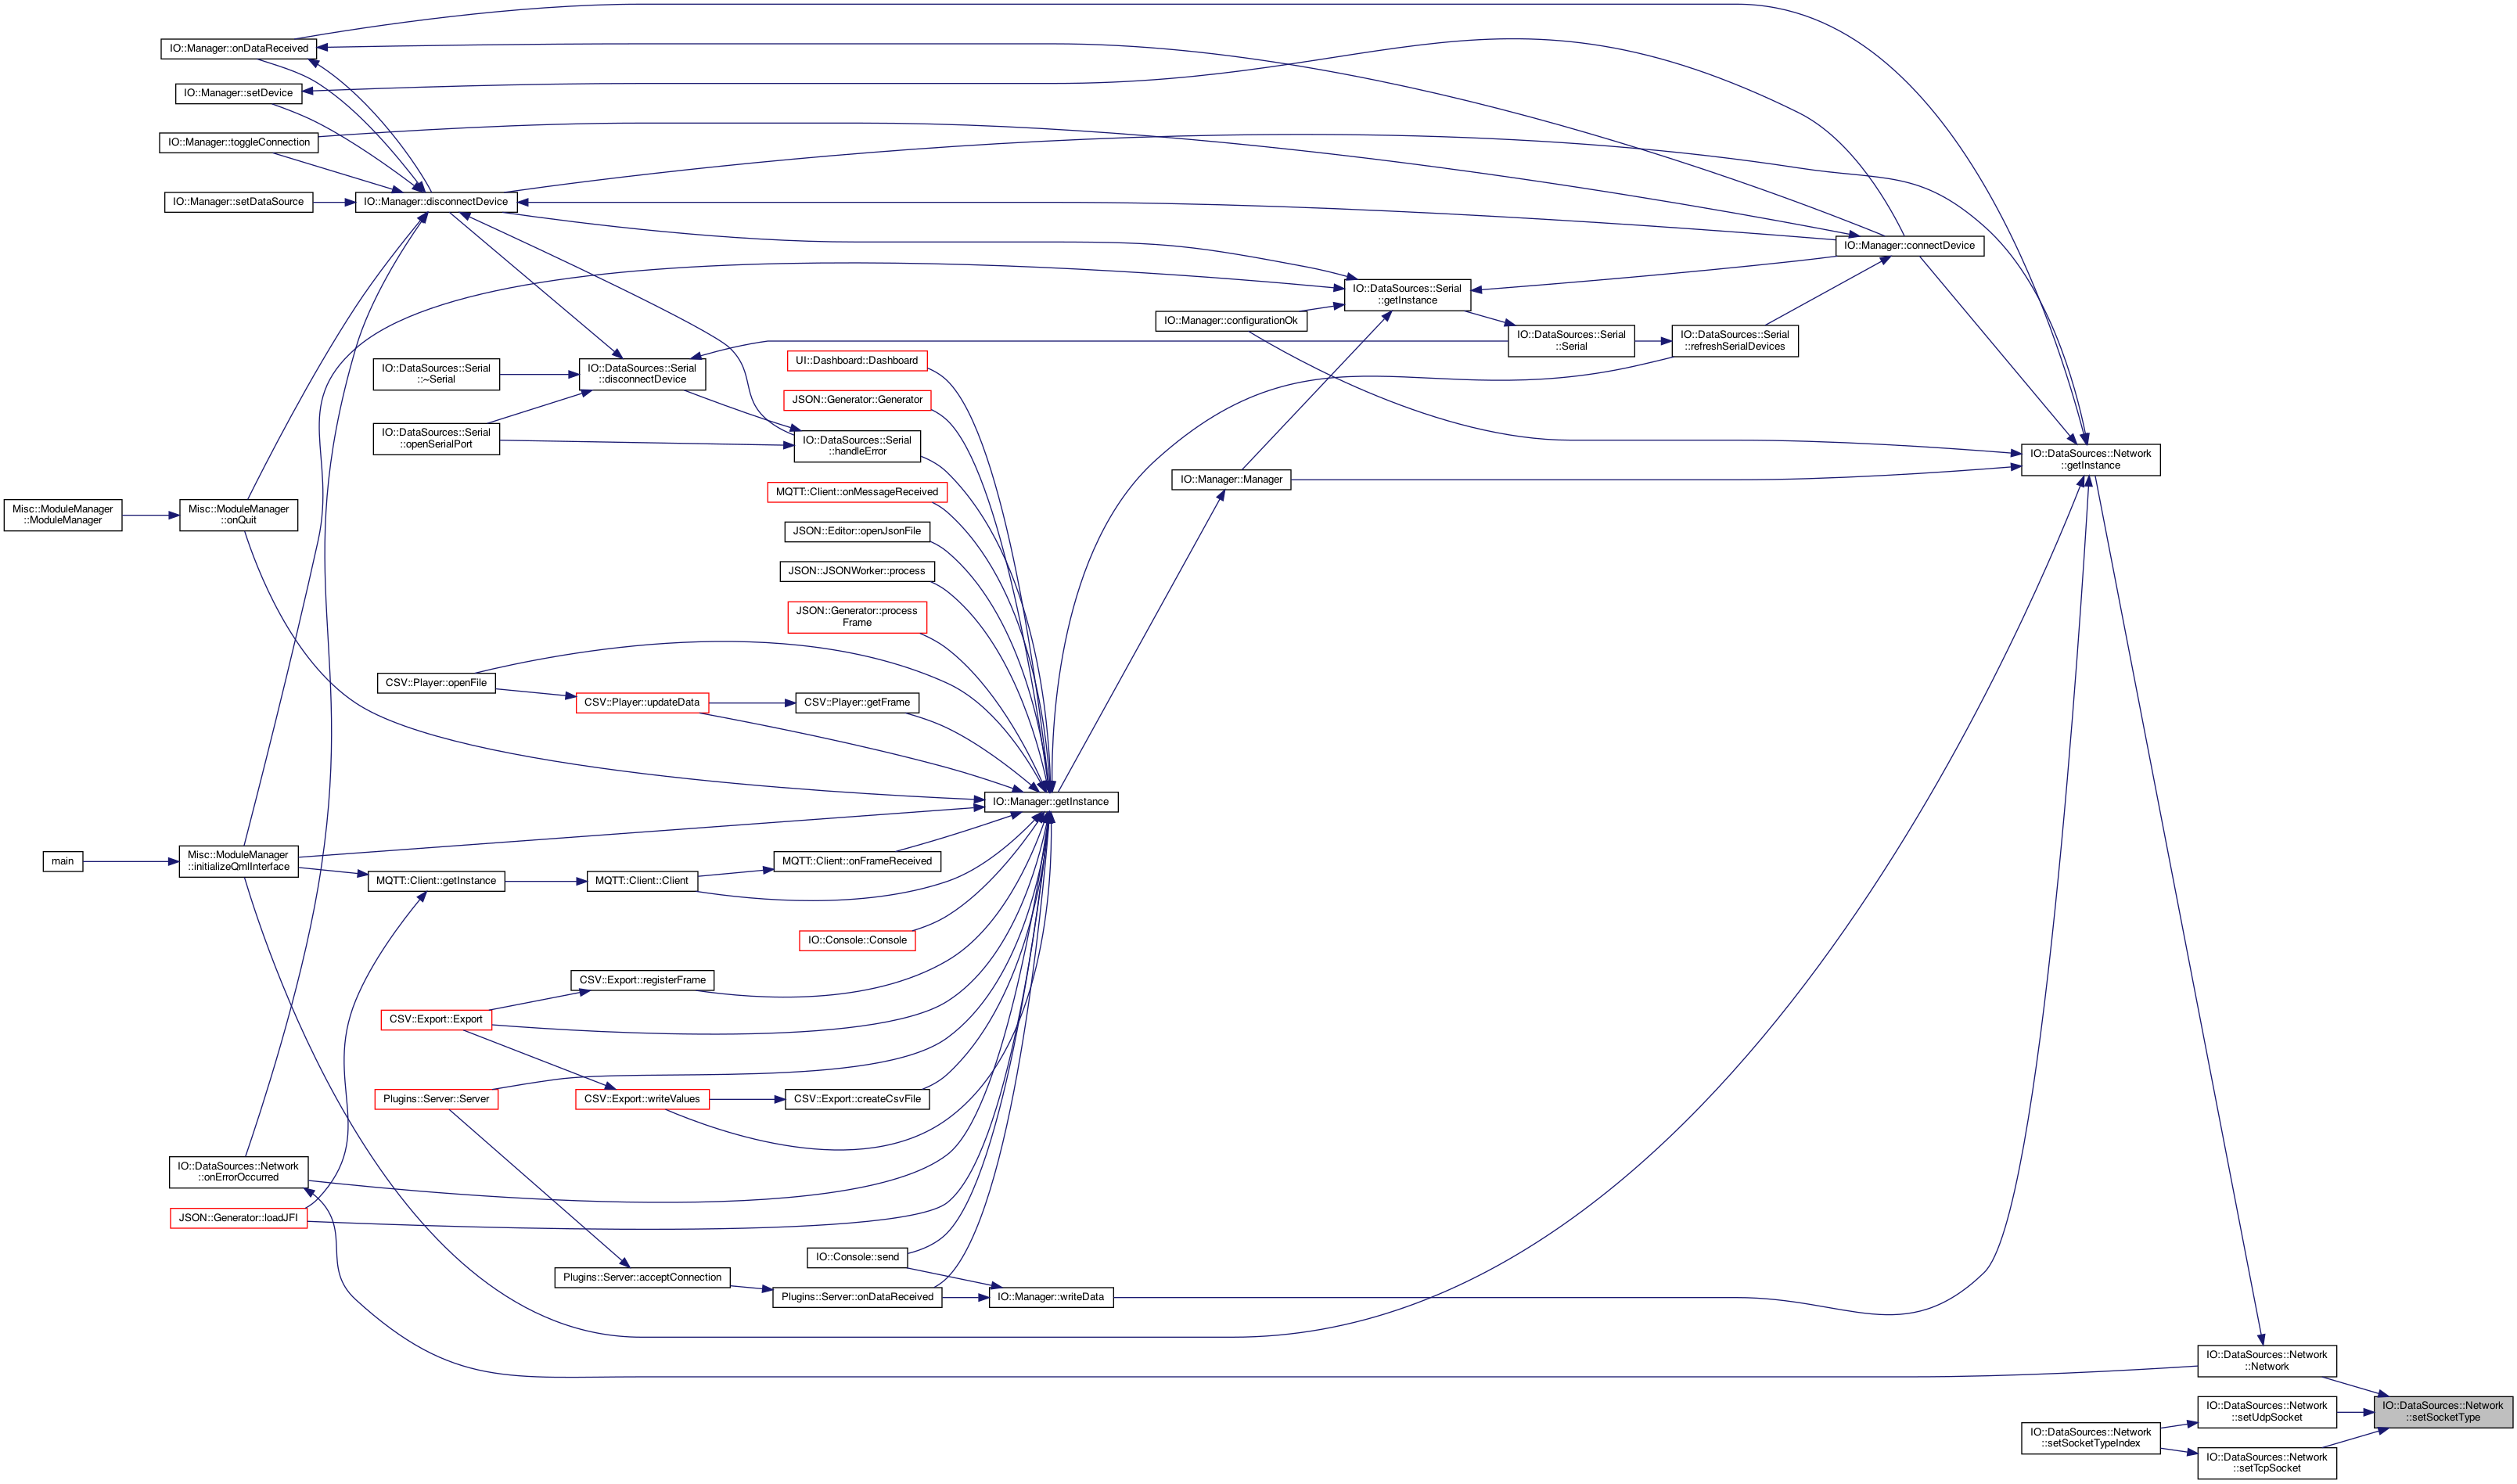 IO::Manager::onDataReceived
IO::Manager::setDevice
IO::Manager::toggleConnection
IO::Manager::setDataSource
IO::Manager::disconnectDevice
IO::Manager::connectDevice
IO::DataSources::Serial
::getInstance
IO::Manager::configurationOk
IO::DataSources::Serial
::Serial
IO::DataSources::Serial
::refreshSerialDevices
UI::Dashboard::Dashboard
IO::DataSources::Serial
::~Serial
IO::DataSources::Serial
::disconnectDevice
JSON::Generator::Generator
IO::DataSources::Serial
::openSerialPort
IO::DataSources::Serial
::handleError
IO::DataSources::Network
::getInstance
IO::Manager::Manager
MQTT::Client::onMessageReceived
Misc::ModuleManager
::ModuleManager
Misc::ModuleManager
::onQuit
JSON::Editor::openJsonFile
JSON::JSONWorker::process
JSON::Generator::process
Frame
CSV::Player::openFile
CSV::Player::updateData
CSV::Player::getFrame
IO::Manager::getInstance
main
Misc::ModuleManager
::initializeQmlInterface
MQTT::Client::onFrameReceived
MQTT::Client::getInstance
MQTT::Client::Client
IO::Console::Console
CSV::Export::registerFrame
CSV::Export::Export
Plugins::Server::Server
CSV::Export::writeValues
CSV::Export::createCsvFile
IO::DataSources::Network
::onErrorOccurred
JSON::Generator::loadJFI
IO::Console::send
Plugins::Server::acceptConnection
Plugins::Server::onDataReceived
IO::Manager::writeData
IO::DataSources::Network
::Network
IO::DataSources::Network
::setUdpSocket
IO::DataSources::Network
::setSocketType
IO::DataSources::Network
::setSocketTypeIndex
IO::DataSources::Network
::setTcpSocket